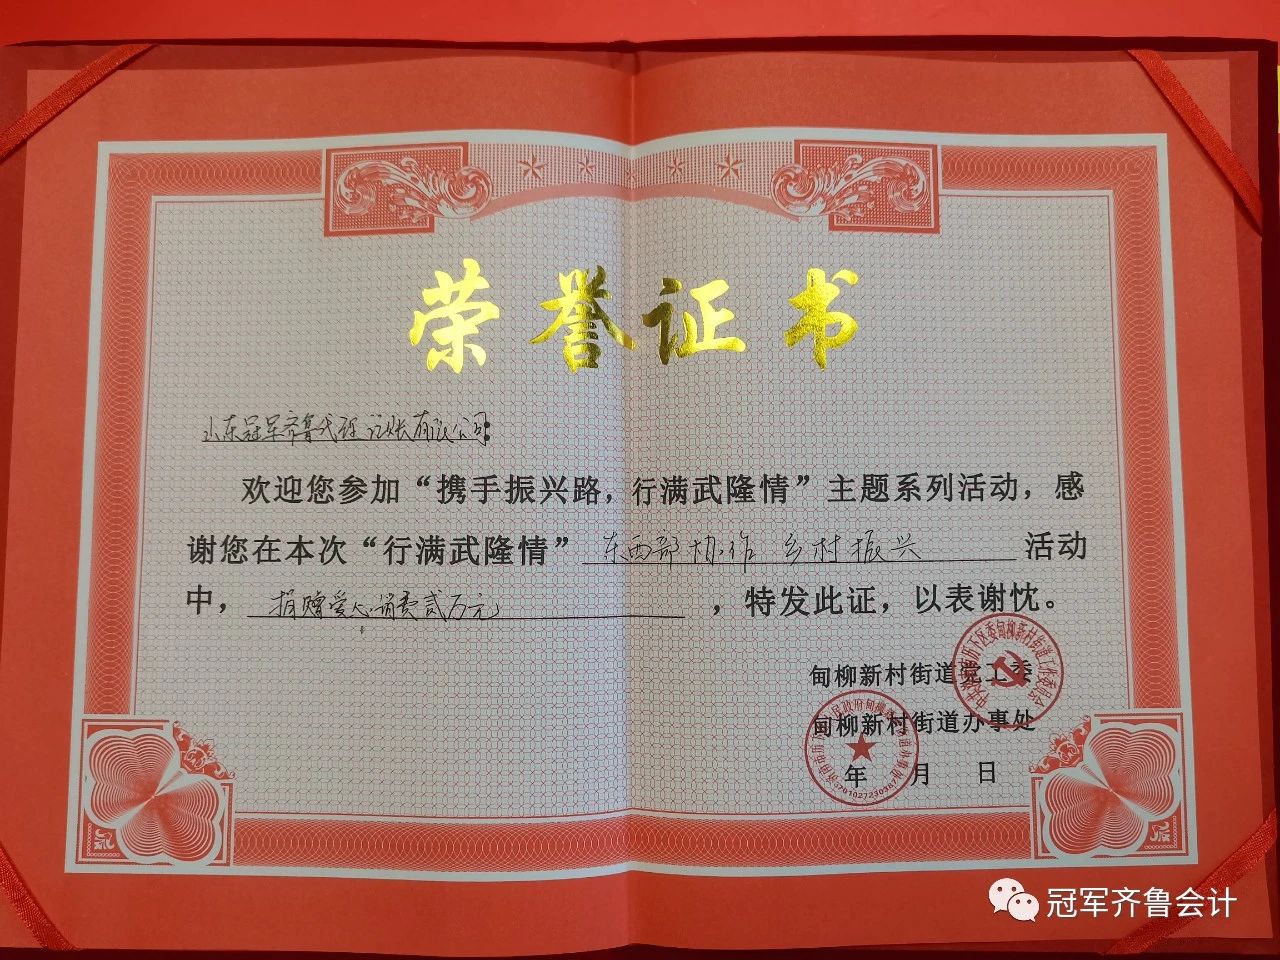 荣誉证书
山东冠军齐鲁代理记账有限公司:
欢迎您参加“携手振兴路，行满武隆情”主题系列活动，感
谢您在本次“行满武隆情” 东西部协作 乡村振兴 活动
中， 捐赠爱心消费贰万元 ，特发此证，以表谢忱。
甸柳新村街道党工委
甸柳新村街道办事处
年 月 日
冠军齐鲁会计